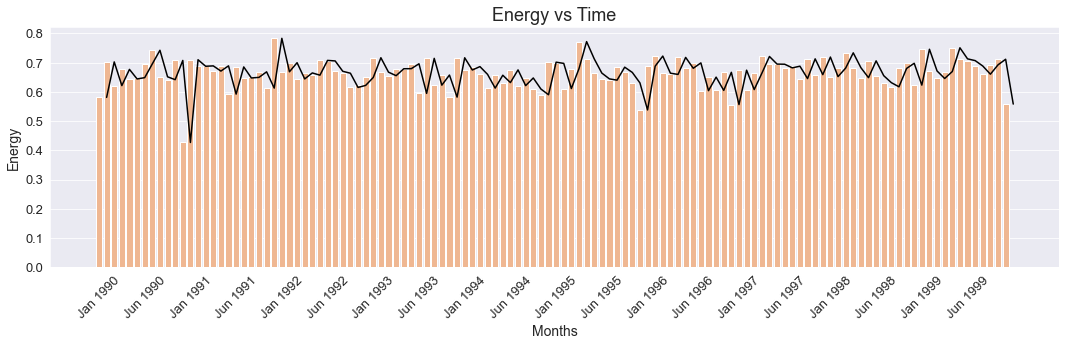 Energy vs Time
Energy
0.8
0.7
0.6
0.5
0.4
0.3
0.2
0.1
0.0
Jan 1990
Jun 1990
Jan 1991
Jun 1991
Jan 1992
Jun 1992
Jan 1993
Jun 1993
Jan 1994
Jun 1994
Jan 1995
Jun 1995
Jan 1996
Jun 1996
Jan 1997
Jun 1997
Jan 1998
Jun 1998
Jan 1999
Jun 1999
Months